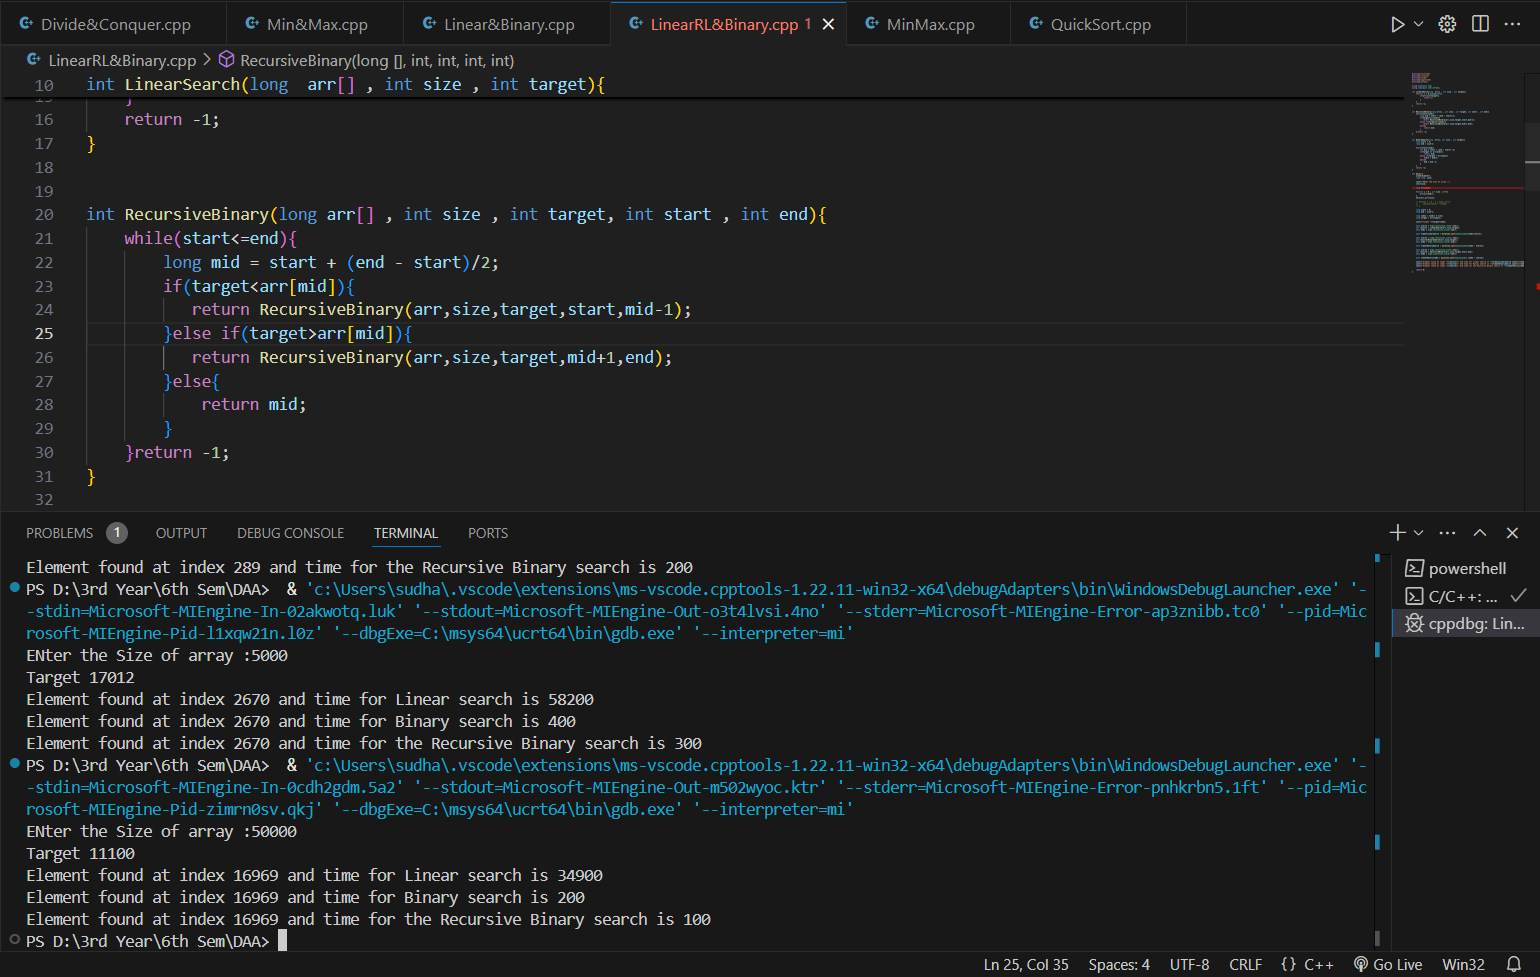 Divide&Conquer.cpp Min&Max.cpp Linear&Binary.cpp LinearRL&Binary.cpp 1 MinMax.cpp QuickSort.cpp
LinearRL&Binary.cpp > RecursiveBinary(long [], int, int, int, int)
10 int LinearSearch(long arr[] , int size , int target){
16 return -1;
17 }
18
19
20 int RecursiveBinary(long arr[] , int size , int target, int start , int end){
21 while(start<=end){
22 long mid = start + (end - start)/2;
23 if(target<arr[mid]){
24 return RecursiveBinary(arr,size,target,start,mid-1);
25 }else if(target>arr[mid]){
26 return RecursiveBinary(arr,size,target,mid+1,end);
27 }else{
28 return mid;
29 }
30 }return -1;
31 }
32
PROBLEMS 1 OUTPUT DEBUG CONSOLE TERMINAL PORTS
powershell
C/C++: ...
cppdbg: Lin...
Element found at index 289 and time for the Recursive Binary search is 200
PS D:\3rd Year\6th Sem\DAA> & 'c:\Users\sudha\.vscode\extensions\ms-vscode.cpptools-1.22.11-win32-x64\debugAdapters\bin\WindowsDebugLauncher.exe' '-
-stdin=Microsoft-MIEngine-In-02akwotq.luk' '--stdout=Microsoft-MIEngine-Out-o3t4lvsi.4no' '--stderr=Microsoft-MIEngine-Error-ap3znibb.tc0' '--pid=Mic
rosoft-MIEngine-Pid-l1xqw21n.l0z' '--dbgExe=C:\msys64\ucrt64\bin\gdb.exe' '--interpreter=mi'
ENter the Size of array :5000
Target 17012
Element found at index 2670 and time for Linear search is 58200
Element found at index 2670 and time for Binary search is 400
Element found at index 2670 and time for the Recursive Binary search is 300
PS D:\3rd Year\6th Sem\DAA> & 'c:\Users\sudha\.vscode\extensions\ms-vscode.cpptools-1.22.11-win32-x64\debugAdapters\bin\WindowsDebugLauncher.exe' '-
-stdin=Microsoft-MIEngine-In-0cdh2gdm.5a2' '--stdout=Microsoft-MIEngine-Out-m502wyoc.ktr' '--stderr=Microsoft-MIEngine-Error-pnhkrbn5.1ft' '--pid=Mic
rosoft-MIEngine-Pid-zimrn0sv.qkj' '--dbgExe=C:\msys64\ucrt64\bin\gdb.exe' '--interpreter=mi'
ENter the Size of array :50000
Target 11100
Element found at index 16969 and time for Linear search is 34900
Element found at index 16969 and time for Binary search is 200
Element found at index 16969 and time for the Recursive Binary search is 100
PS D:\3rd Year\6th Sem\DAA>
Ln 25, Col 35 Spaces: 4 UTF-8 CRLF {} C++ Go Live Win32